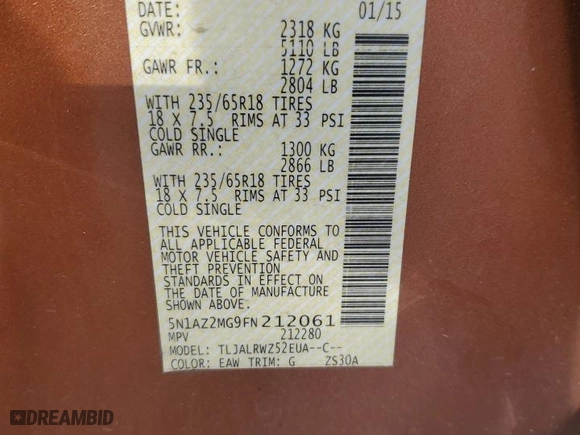 DATE: 01/15
GVWR: 2318 KG
5110 LB
GAWR FR.: 1272 KG
2804 LB
WITH 235/65R18 TIRES
18 X 7.5 RIMS AT 33 PSI
COLD SINGLE
GAWR RR.: 1300 KG
2866 LB
WITH 235/65R18 TIRES
18 X 7.5 RIMS AT 33 PSI
COLD SINGLE
THIS VEHICLE CONFORMS TO
ALL APPLICABLE FEDERAL
MOTOR VEHICLE SAFETY AND
THEFT PREVENTION
STANDARDS IN EFFECT ON
THE DATE OF MANUFACTURE
SHOWN ABOVE.
5N1AZ2MG9FN212061
MPV 212280
MODEL: TLJALRWZ52EUA--C--
COLOR: EAW TRIM: G ZS30A
DREAMBID